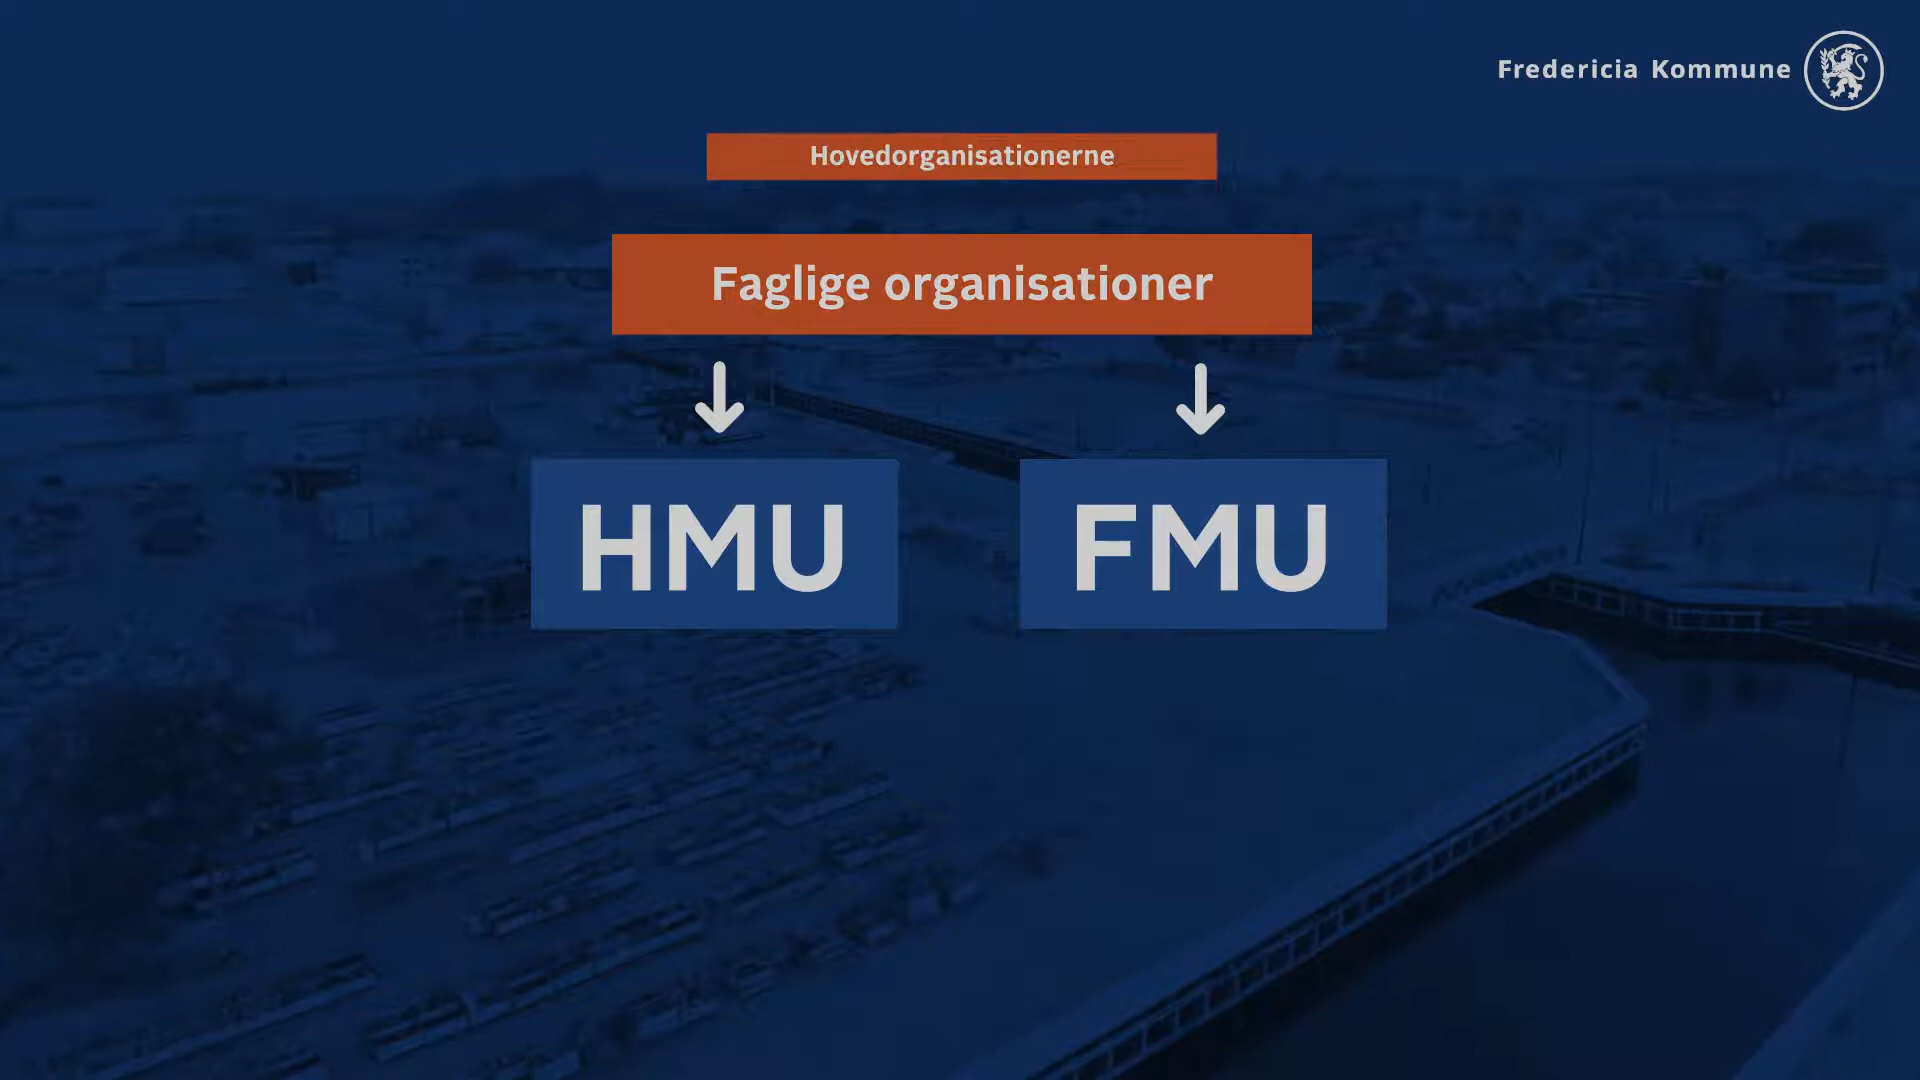 Fredericia Kommune
Hovedorganisationerne
Faglige organisationer
HMU
FMU